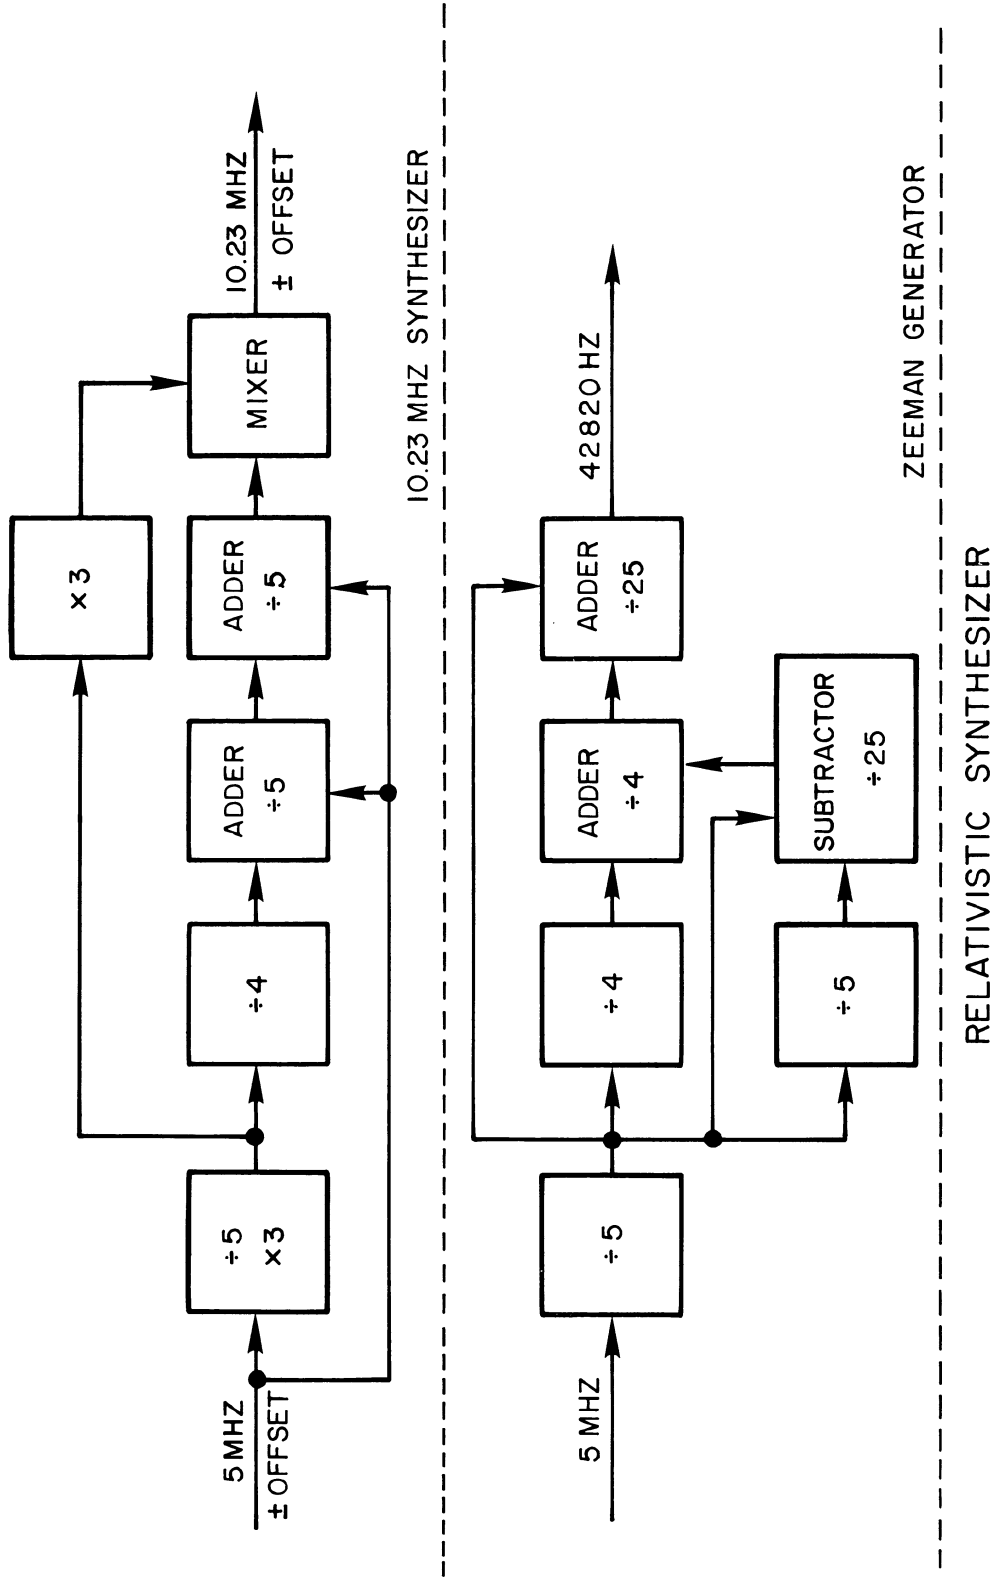 5 MHZ
± OFFSET
÷5
×3
÷4
ADDER
÷5
ADDER
÷5
×3
MIXER
10.23 MHZ
± OFFSET
10.23 MHZ SYNTHESIZER
5 MHZ
÷5
÷4
ADDER
÷4
ADDER
÷25
42820 HZ
÷5
SUBTRACTOR
÷25
ZEEMAN GENERATOR
RELATIVISTIC SYNTHESIZER